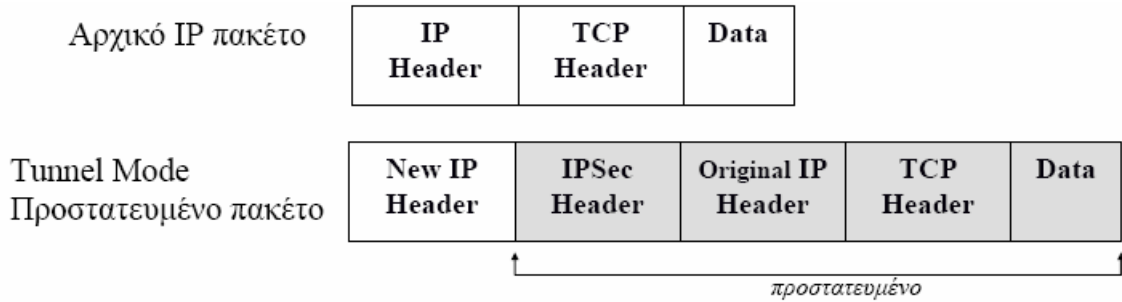 Αρχικό IP πακέτο
IP Header
TCP Header
Data
Tunnel Mode
Προστατευμένο πακέτο
New IP Header
IPSec Header
Original IP Header
TCP Header
Data
προστατευμένο